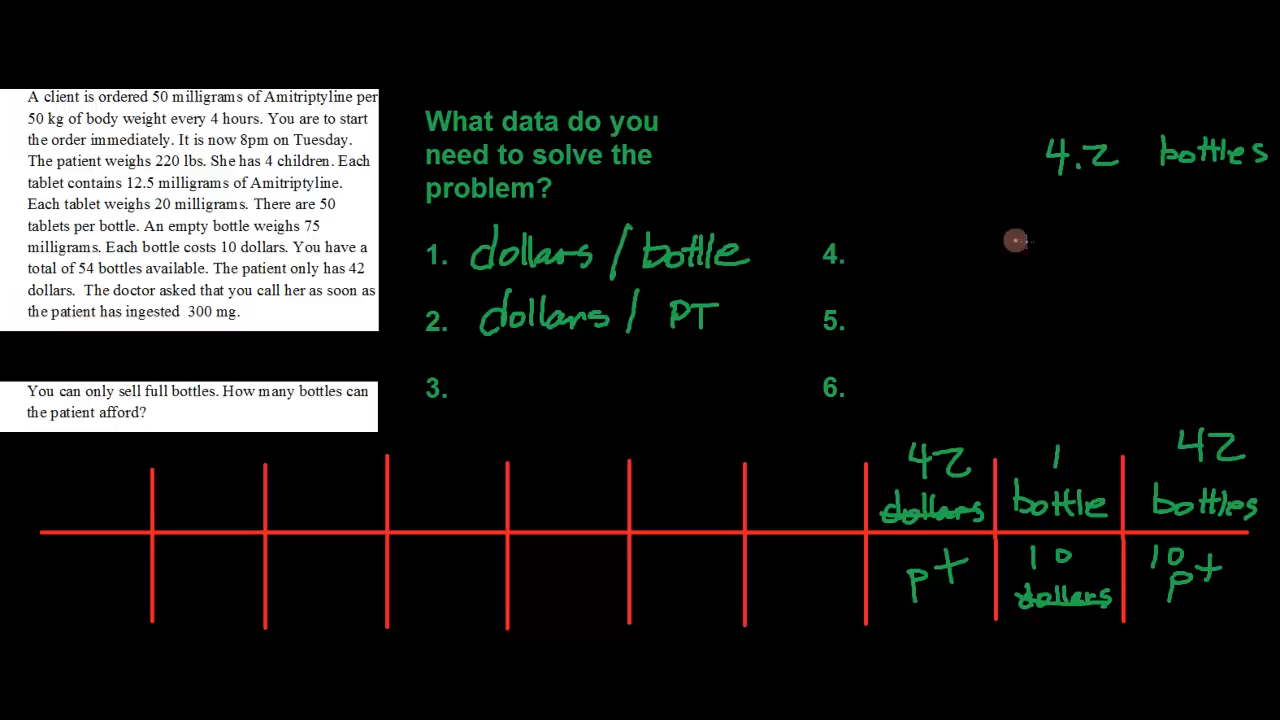 A client is ordered 50 milligrams of Amitriptyline per
50 kg of body weight every 4 hours. You are to start
the order immediately. It is now 8pm on Tuesday.
The patient weighs 220 lbs. She has 4 children. Each
tablet contains 12.5 milligrams of Amitriptyline.
Each tablet weighs 20 milligrams. There are 50
tablets per bottle. An empty bottle weighs 75
milligrams. Each bottle costs 10 dollars. You have a
total of 54 bottles available. The patient only has 42
dollars. The doctor asked that you call her as soon as
the patient has ingested 300 mg.
You can only sell full bottles. How many bottles can
the patient afford?
What data do you
need to solve the
problem?
1. dollars / bottle
2. dollars / PT
3.
4.
5.
6.
4.2 bottles
42 1 42
dollars bottle bottles
pt 10 10 pt
dollars